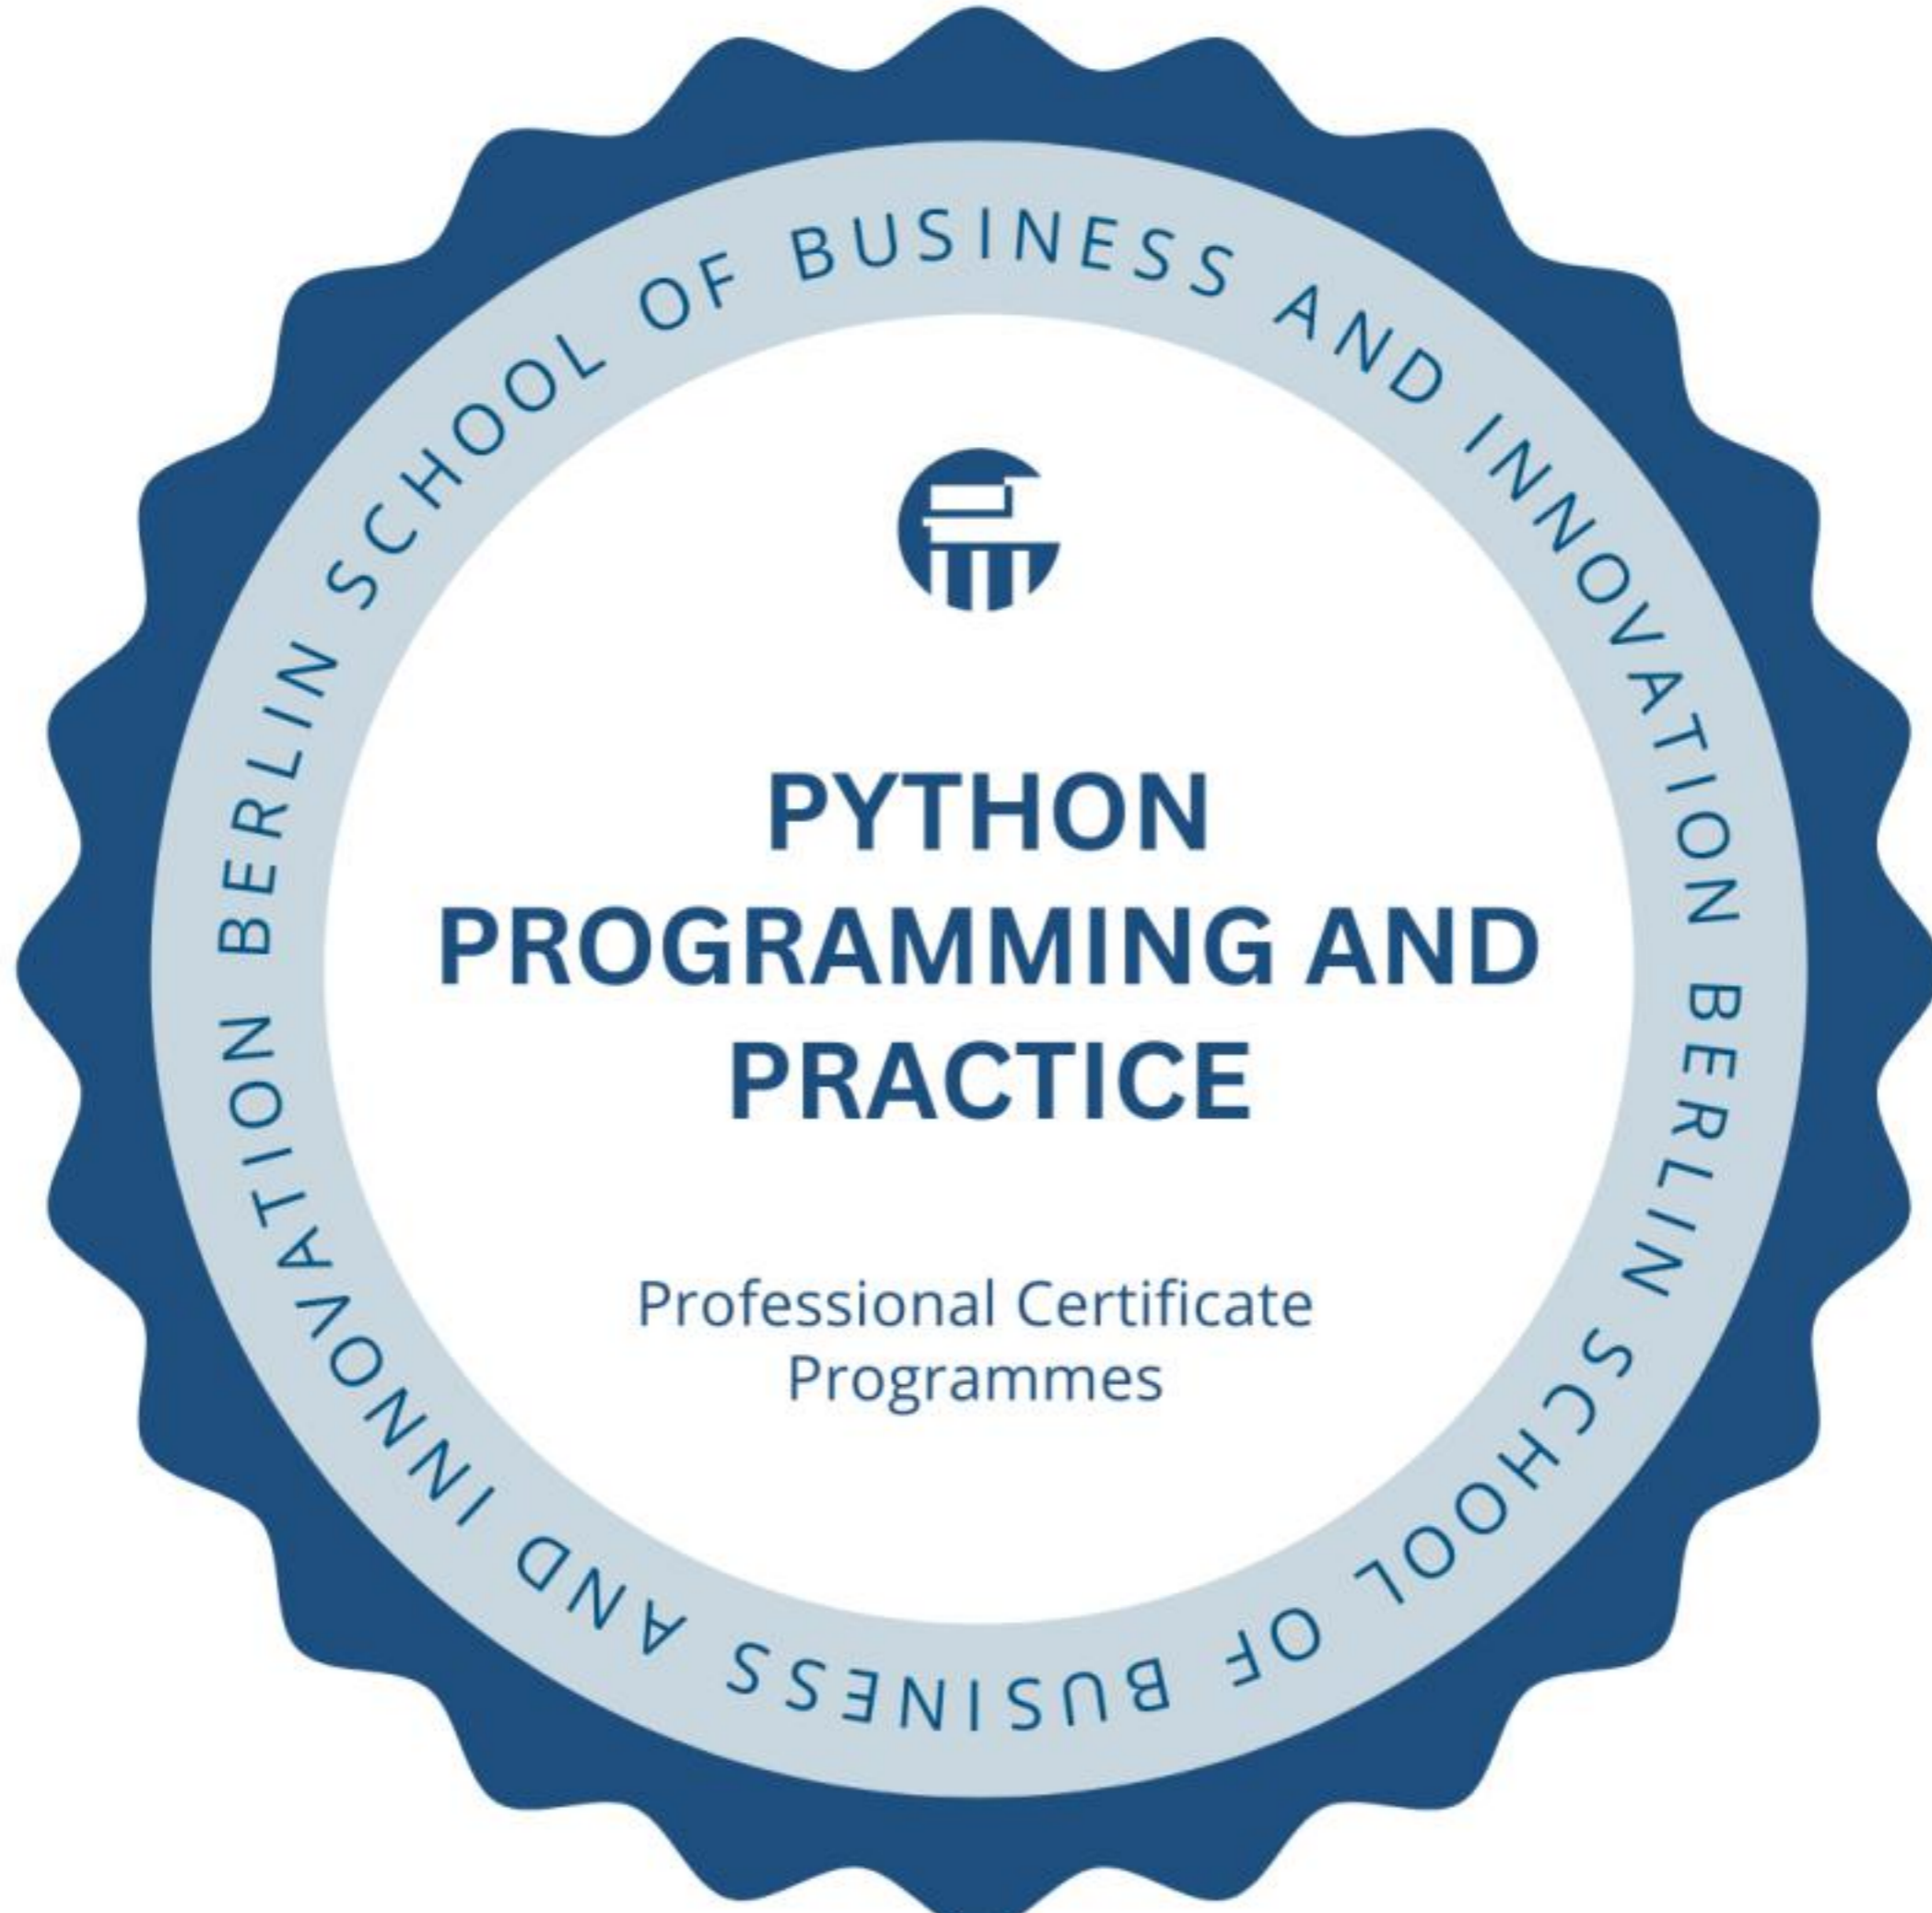 BERLIN SCHOOL OF BUSINESS AND INNOVATION
BERLIN SCHOOL OF BUSINESS AND INNOVATION
PYTHON
PROGRAMMING AND
PRACTICE
Professional Certificate
Programmes